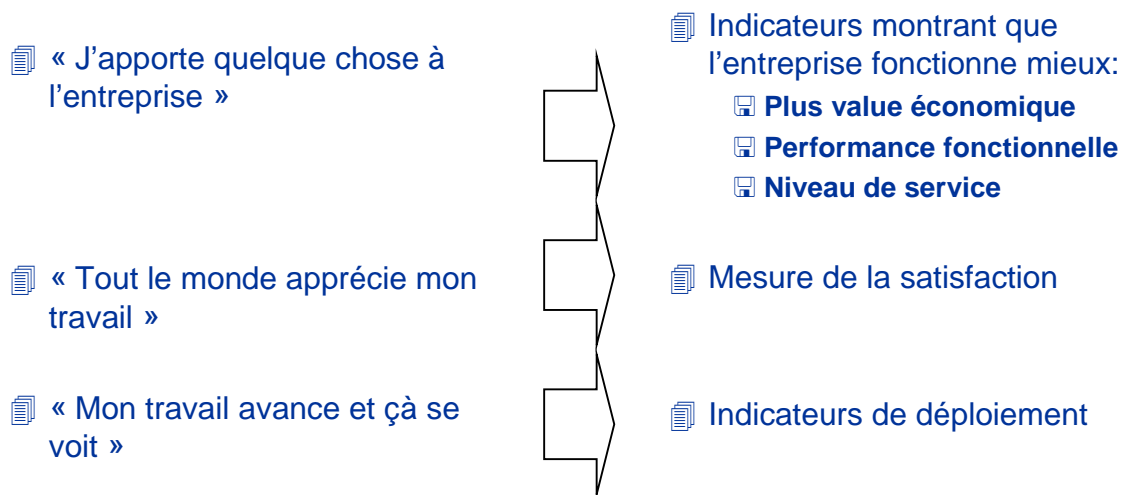 « J'apporte quelque chose à
l'entreprise »
Indicateurs montrant que
l'entreprise fonctionne mieux:
Plus value économique
Performance fonctionnelle
Niveau de service
« Tout le monde apprécie mon
travail »
Mesure de la satisfaction
« Mon travail avance et çà se
voit »
Indicateurs de déploiement